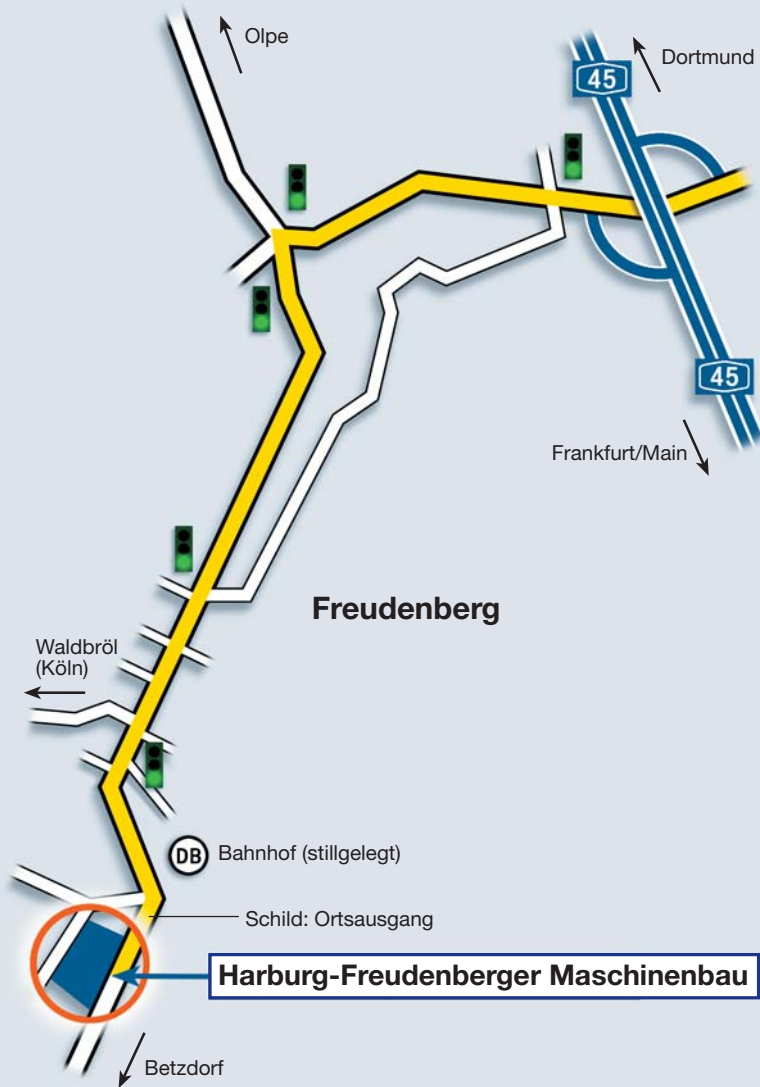 Olpe
Dortmund
45
45
Frankfurt/Main
Freudenberg
Waldbröl
(Köln)
DB
Bahnhof (stillgelegt)
Schild: Ortsausgang
Harburg-Freudenberger Maschinenbau
Betzdorf